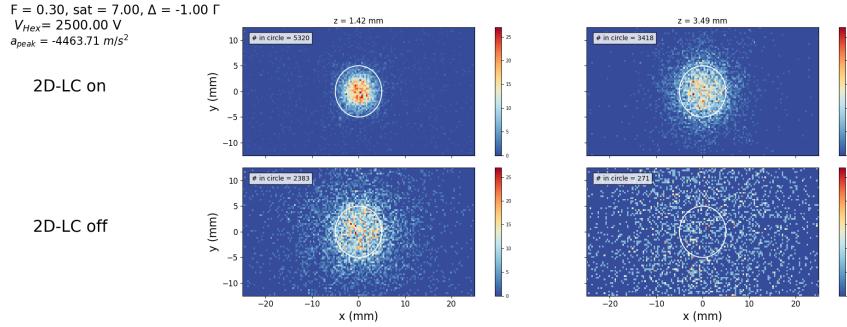 F = 0.30, sat = 7.00, Δ = -1.00 Γ
V_Hex= 2500.00 V
a_peak = -4463.71 m/s²
z = 1.42 mm
z = 3.49 mm
2D-LC on
y (mm)
10
5
0
−5
−10
# in circle = 5320
25
20
15
10
5
0
# in circle = 3418
2D-LC off
y (mm)
10
5
0
−5
−10
# in circle = 2383
25
20
15
10
5
0
# in circle = 271
−20
−10
0
10
20
x (mm)
−20
−10
0
10
20
x (mm)